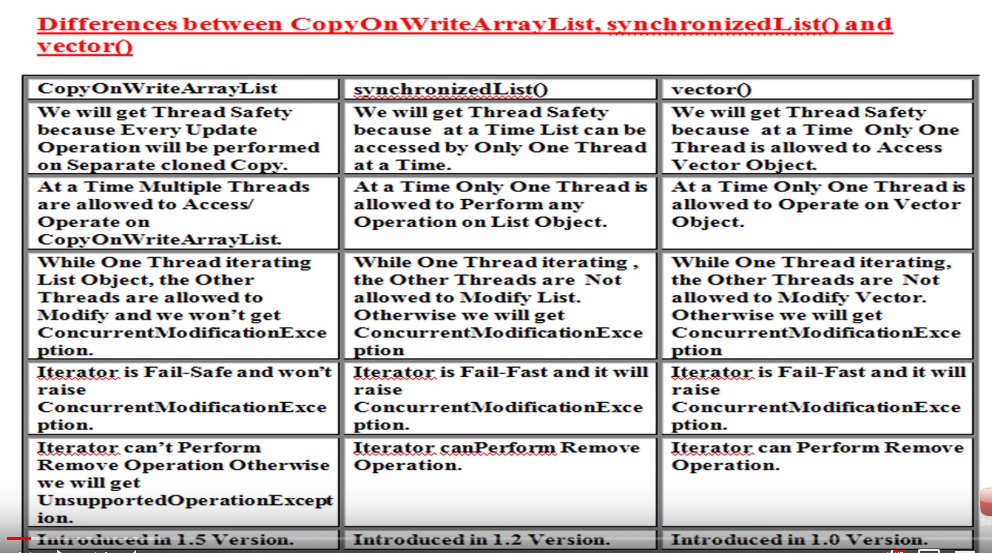 Differences between CopyOnWriteArrayList, synchronizedList() and
vector()
CopyOnWriteArrayList
synchronizedList()
vector()
We will get Thread Safety
because Every Update
Operation will be performed
on Separate cloned Copy.
We will get Thread Safety
because at a Time List can be
accessed by Only One Thread
at a Time.
We will get Thread Safety
because at a Time Only One
Thread is allowed to Access
Vector Object.
At a Time Multiple Threads
are allowed to Access/
Operate on
CopyOnWriteArrayList.
At a Time Only One Thread is
allowed to Perform any
Operation on List Object.
At a Time Only One Thread is
allowed to Operate on Vector
Object.
While One Thread iterating
List Object, the Other
Threads are allowed to
Modify and we won't get
ConcurrentModificationExce
ption.
While One Thread iterating ,
the Other Threads are Not
allowed to Modify List.
Otherwise we will get
ConcurrentModificationExce
ption
While One Thread iterating,
the Other Threads are Not
allowed to Modify Vector.
Otherwise we will get
ConcurrentModificationExce
ption
Iterator is Fail-Safe and won't
raise
ConcurrentModificationExce
ption.
Iterator is Fail-Fast and it will
raise
ConcurrentModificationExce
ption.
Iterator is Fail-Fast and it will
raise
ConcurrentModificationExce
ption.
Iterator can't Perform
Remove Operation Otherwise
we will get
UnsupportedOperationExcept
ion.
Iterator canPerform Remove
Operation.
Iterator can Perform Remove
Operation.
Introduced in 1.5 Version.
Introduced in 1.2 Version.
Introduced in 1.0 Version.